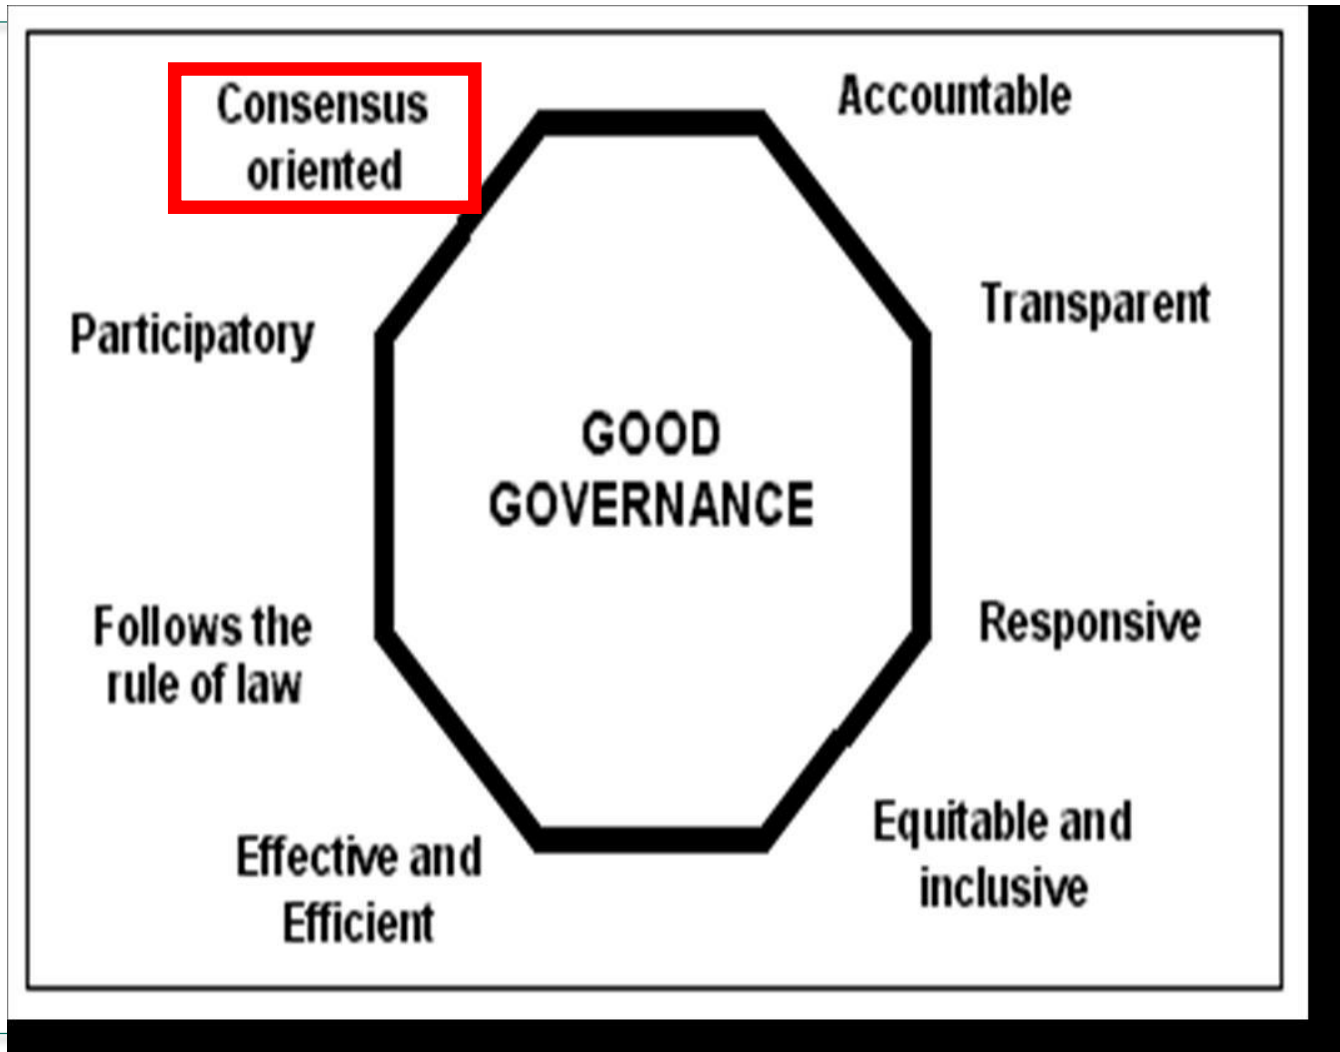 Consensus
oriented
Accountable
Participatory
Transparent
GOOD
GOVERNANCE
Follows the
rule of law
Responsive
Effective and
Efficient
Equitable and
inclusive